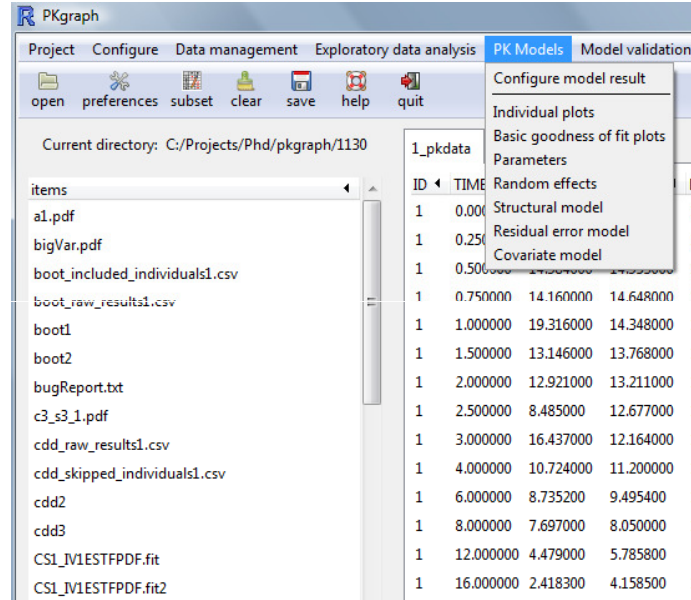 PKgraph
Project Configure Data management Exploratory data analysis PK Models Model validation
open preferences subset clear save help quit
Configure model result
Individual plots
Basic goodness of fit plots
Parameters
Random effects
Structural model
Residual error model
Covariate model
Current directory: C:/Projects/Phd/pkgraph/1130
items
a1.pdf
bigVar.pdf
boot_included_individuals1.csv
boot_raw_results1.csv
boot1
boot2
bugReport.txt
c3_s3_1.pdf
cdd_raw_results1.csv
cdd_skipped_individuals1.csv
cdd2
cdd3
CS1_IV1ESTFPDF.fit
CS1_IV1ESTFPDF.fit2
1_pkdata
ID TIME
1 0.000
1 0.250
1 0.500
1 0.750000 14.160000 14.648000
1 1.000000 19.316000 14.348000
1 1.500000 13.146000 13.768000
1 2.000000 12.921000 13.211000
1 2.500000 8.485000 12.677000
1 3.000000 16.437000 12.164000
1 4.000000 10.724000 11.200000
1 6.000000 8.735200 9.495400
1 8.000000 7.697000 8.050000
1 12.000000 4.479000 5.785800
1 16.000000 2.418300 4.158500